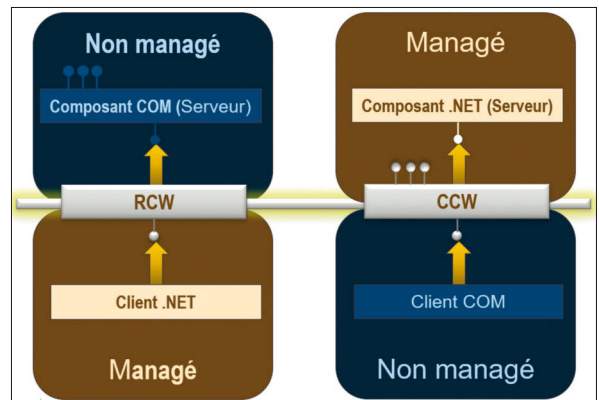 Non managé
Composant COM (Serveur)
RCW
Client .NET
Managé
Managé
Composant .NET (Serveur)
CCW
Client COM
Non managé